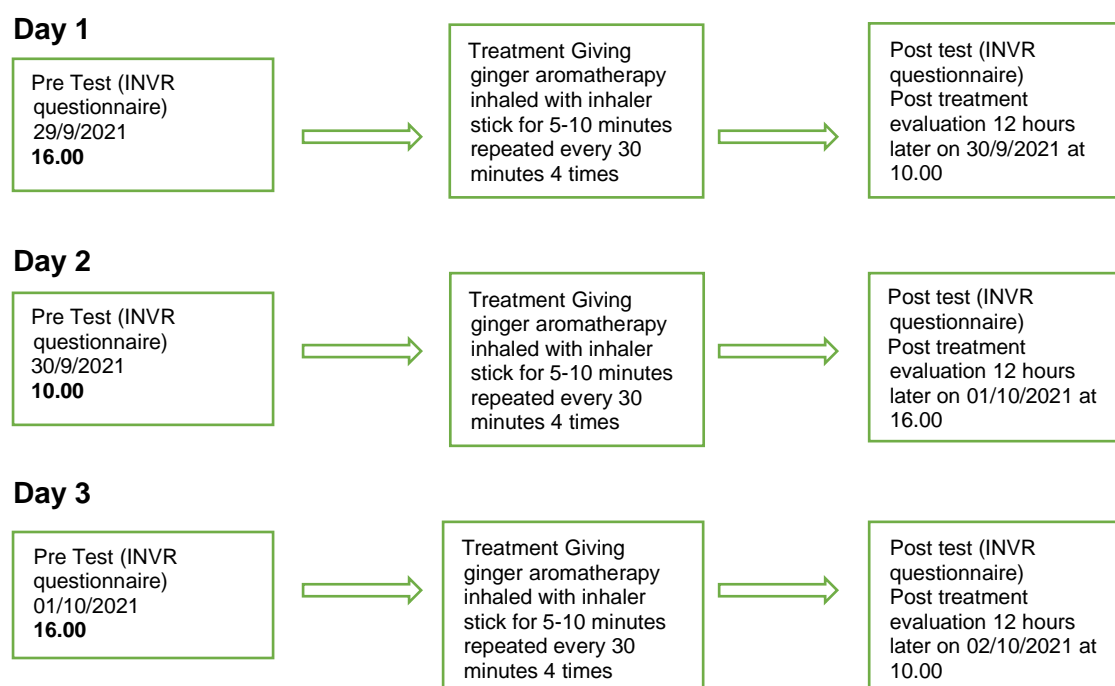 Day 1
Pre Test (INVR
questionnaire)
29/9/2021
16.00
Treatment Giving
ginger aromatherapy
inhaled with inhaler
stick for 5-10 minutes
repeated every 30
minutes 4 times
Post test (INVR
questionnaire)
Post treatment
evaluation 12 hours
later on 30/9/2021 at
10.00
Day 2
Pre Test (INVR
questionnaire)
30/9/2021
10.00
Treatment Giving
ginger aromatherapy
inhaled with inhaler
stick for 5-10 minutes
repeated every 30
minutes 4 times
Post test (INVR
questionnaire)
Post treatment
evaluation 12 hours
later on 01/10/2021 at
16.00
Day 3
Pre Test (INVR
questionnaire)
01/10/2021
16.00
Treatment Giving
ginger aromatherapy
inhaled with inhaler
stick for 5-10 minutes
repeated every 30
minutes 4 times
Post test (INVR
questionnaire)
Post treatment
evaluation 12 hours
later on 02/10/2021 at
10.00